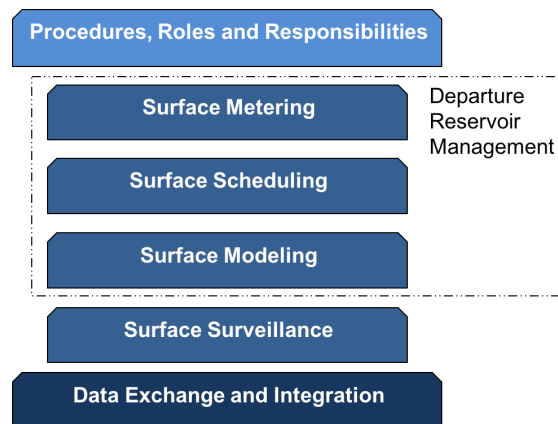 Procedures, Roles and Responsibilities
Surface Metering
Departure
Reservoir
Management
Surface Scheduling
Surface Modeling
Surface Surveillance
Data Exchange and Integration